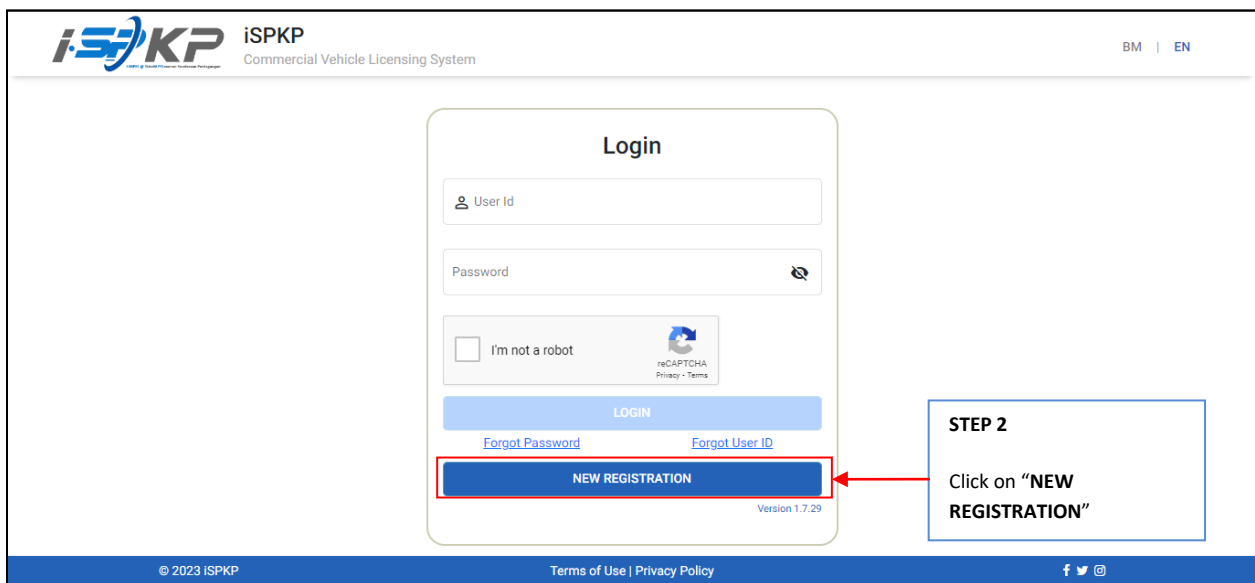 i-SPKP
iSPKP
Commercial Vehicle Licensing System
BM | EN
Login
User Id
Password
I'm not a robot
reCAPTCHA
Privacy - Terms
LOGIN
Forgot Password Forgot User ID
NEW REGISTRATION
Version 1.7.29
STEP 2
Click on “NEW
REGISTRATION”
© 2023 iSPKP Terms of Use | Privacy Policy